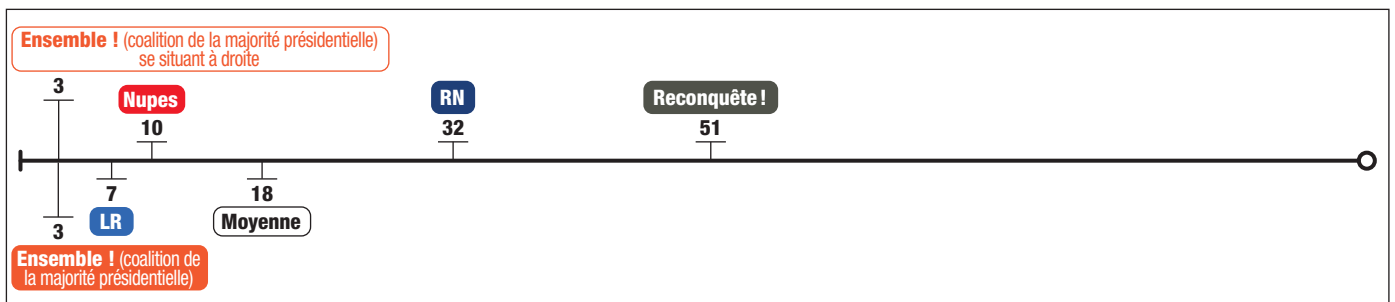 Ensemble ! (coalition de la majorité présidentielle)
se situant à droite
3
Nupes
10
RN
32
Reconquête !
51
7
LR
18
Moyenne
3
Ensemble ! (coalition de
la majorité présidentielle)